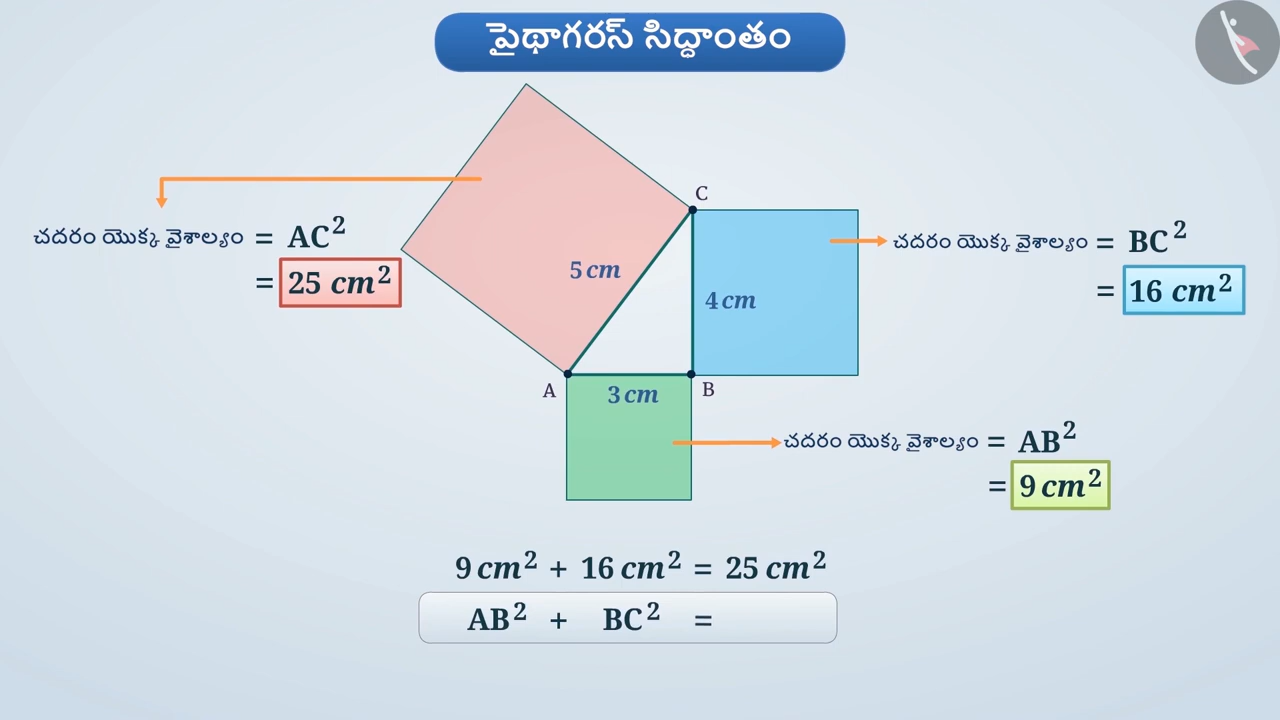 పైథాగరస్ సిద్ధాంతం
C
చదరం యొక్క వైశాల్యం = AC²
= 25 cm²
5 cm
4 cm
చదరం యొక్క వైశాల్యం = BC²
= 16 cm²
A
3 cm
B
చదరం యొక్క వైశాల్యం = AB²
= 9 cm²
9 cm² + 16 cm² = 25 cm²
AB² + BC² =